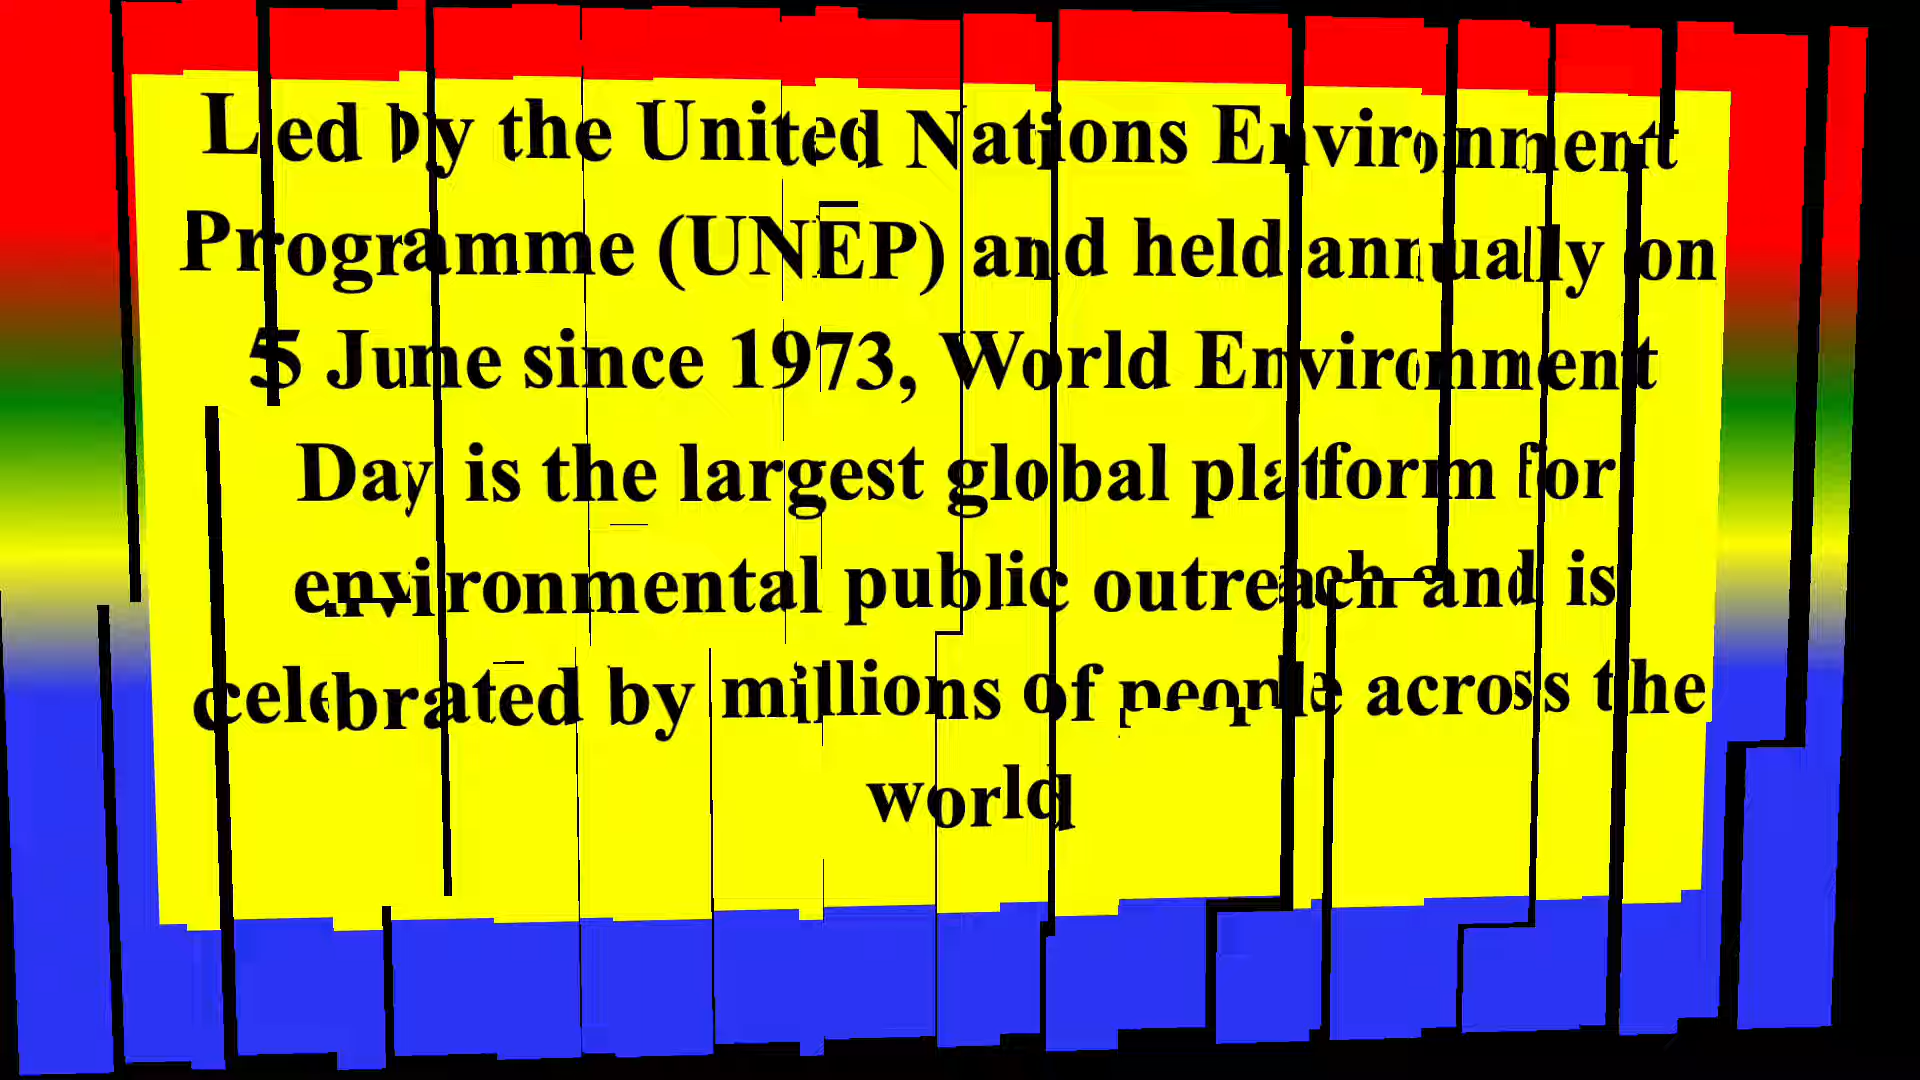 Led by the United Nations Environment
Programme (UNEP) and held annually on
5 June since 1973, World Environment
Day is the largest global platform for
environmental public outreach and is
celebrated by millions of people across the
world